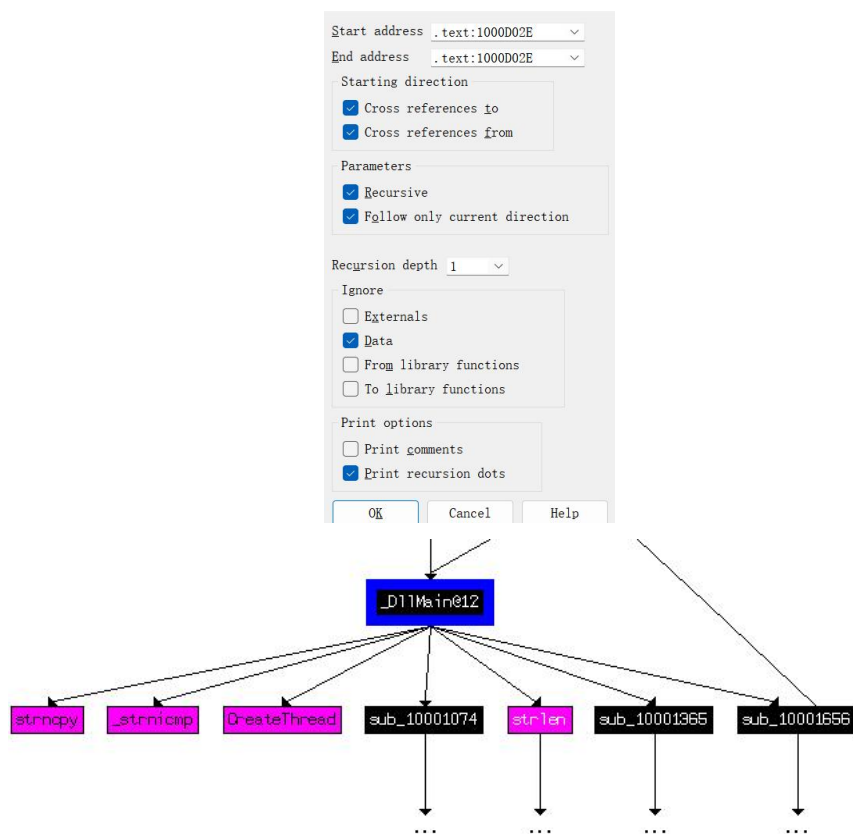 Start address .text:1000D02E
End address .text:1000D02E
Starting direction
Cross references to
Cross references from
Parameters
Recursive
Follow only current direction
Recursion depth 1
Ignore
Externals
Data
From library functions
To library functions
Print options
Print comments
Print recursion dots
OK Cancel Help
_DllMain@12
strncpy _strnicmp CreateThread sub_10001074 strlen sub_10001365 sub_10001656
... ... ... ...